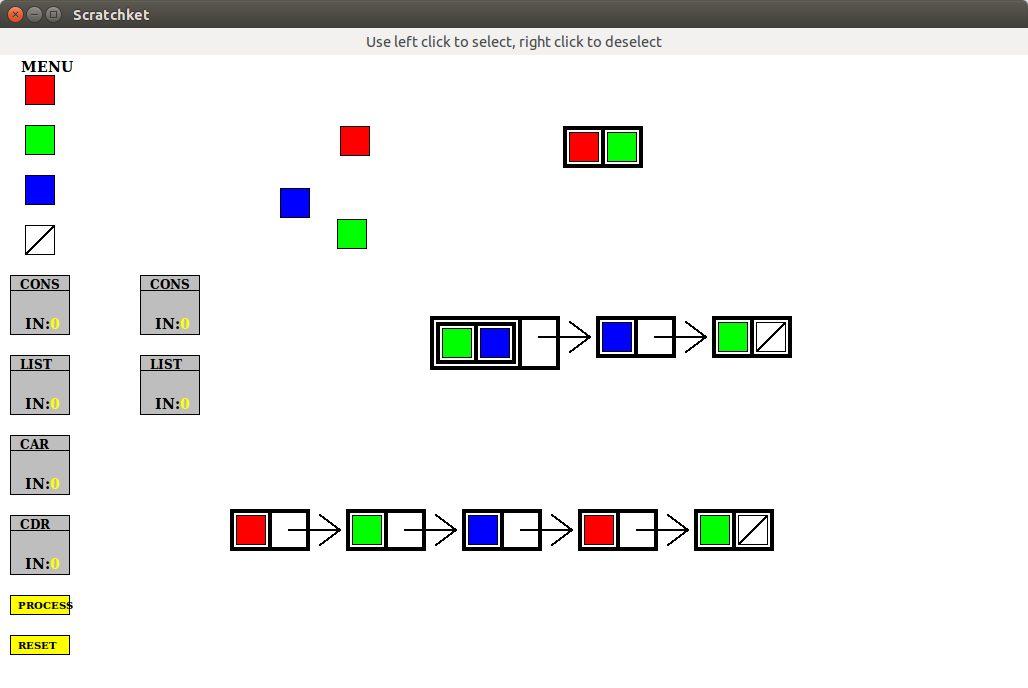 Scratchket
Use left click to select, right click to deselect
MENU
CONS
IN:0
CONS
IN:0
LIST
IN:0
LIST
IN:0
CAR
IN:0
CDR
IN:0
PROCESS
RESET